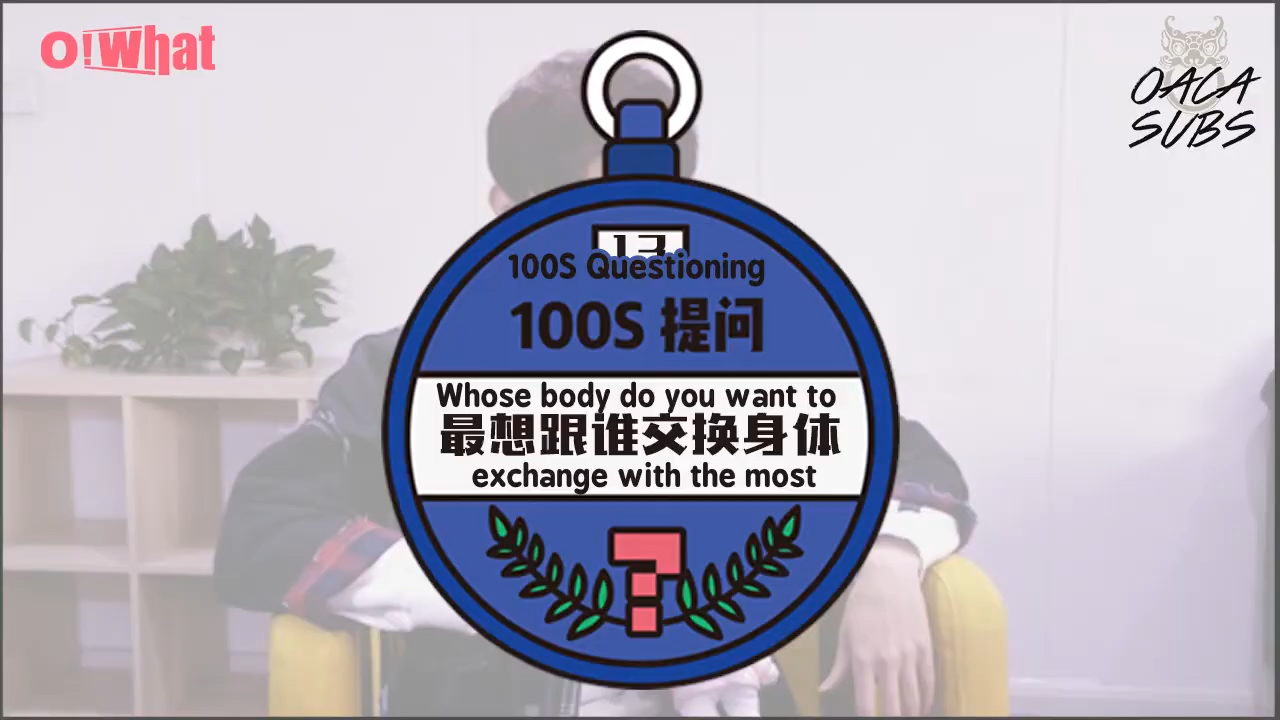 O!What
OACA
SUBS
13
100S Questioning
100S 提问
Whose body do you want to
最想跟谁交换身体
exchange with the most
?